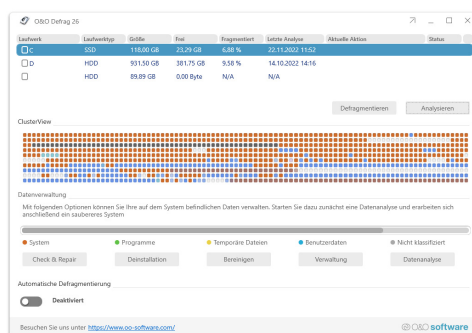 O&O Defrag 26
Laufwerk Laufwerktyp Größe Frei Fragmentiert Letzte Analyse Aktuelle Aktion Status
C SSD 118,00 GB 23,29 GB 6,88 % 22.11.2022 11:52
D HDD 931,50 GB 381,75 GB 9,58 % 14.10.2022 14:16
HDD 89,89 GB 0,00 Byte N/A N/A
Defragmentieren Analysieren
ClusterView
Datenverwaltung
Mit folgenden Optionen können Sie Ihre auf dem System befindlichen Daten verwalten. Starten Sie dazu zunächst eine Datenanalyse und erarbeiten sich
anschließend ein saubereres System
System Programme Temporäre Dateien Benutzerdaten Nicht klassifiziert
Check & Repair Deinstallation Bereinigen Verwaltung Datenanalyse
Automatische Defragmentierung
Deaktiviert
Besuchen Sie uns unter https://www.oo-software.com/ O&O software